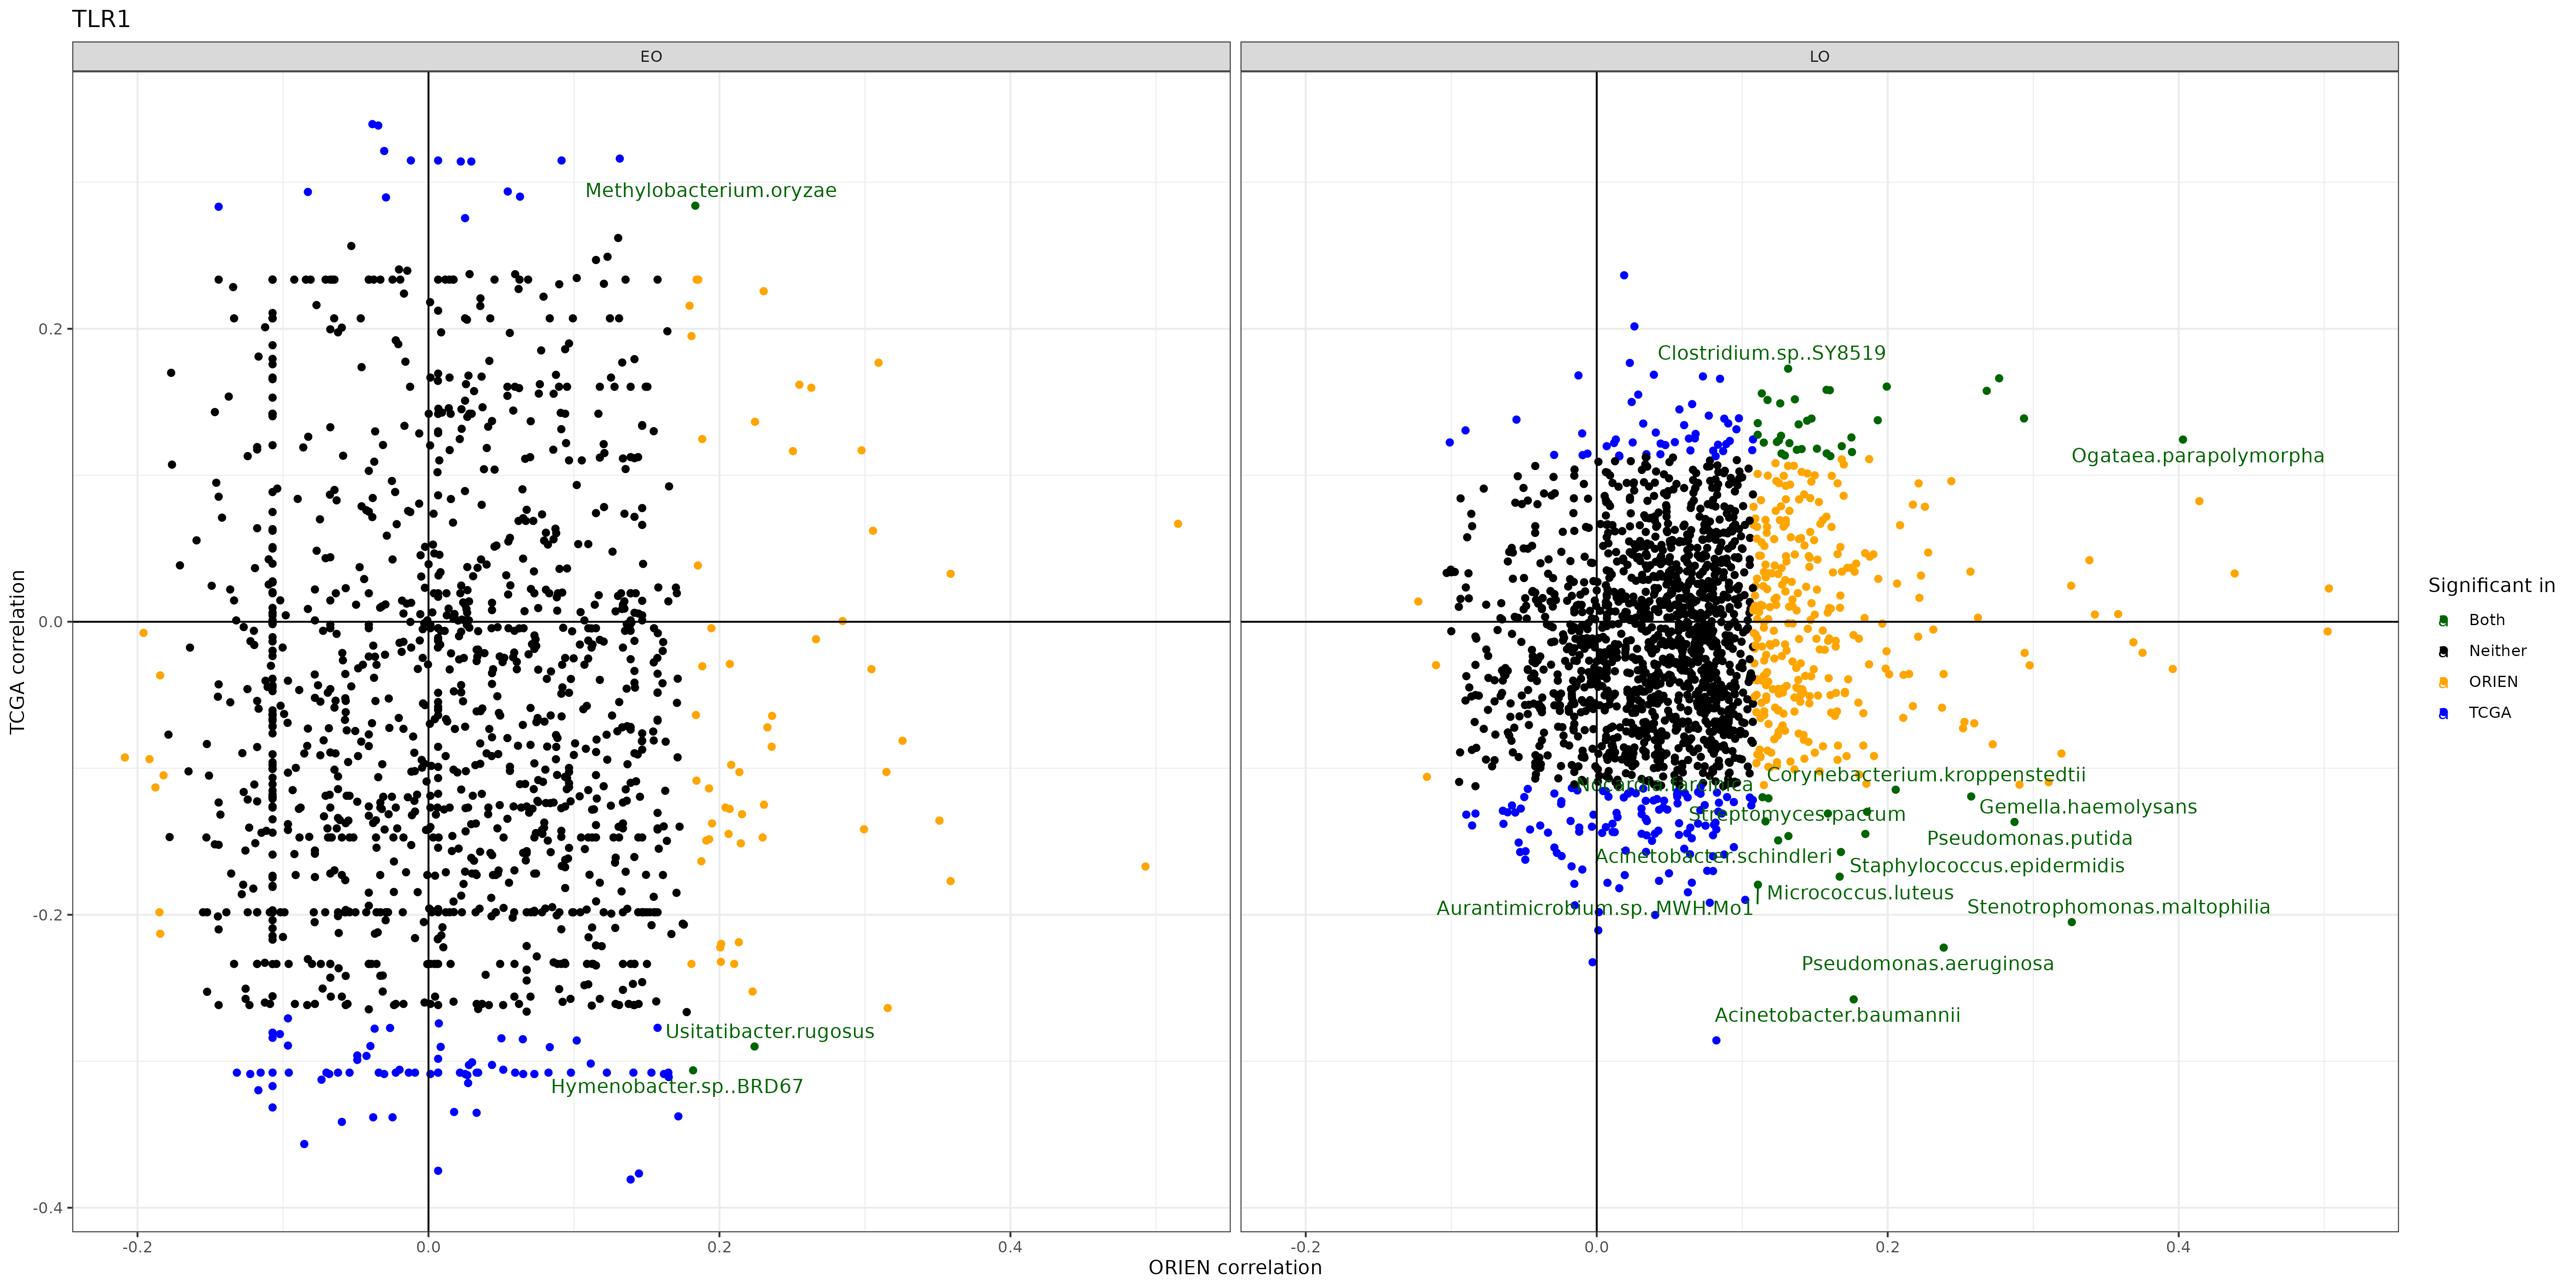 TLR1
EO
LO
Methylobacterium.oryzae
Usitatibacter.rugosus
Hymenobacter.sp..BRD67
Clostridium.sp..SY8519
Ogataea.parapolymorpha
Corynebacterium.kroppenstedtii
Nocardia.farcinica
Gemella.haemolysans
Streptomyces.pactum
Pseudomonas.putida
Acinetobacter.schindleri
Staphylococcus.epidermidis
Micrococcus.luteus
Aurantimicrobium.sp..MWH.Mo1
Stenotrophomonas.maltophilia
Pseudomonas.aeruginosa
Acinetobacter.baumannii
TCGA correlation
0.2
0.0
-0.2
-0.4
-0.2 0.0 0.2 0.4
-0.2 0.0 0.2 0.4
ORIEN correlation
Significant in
a Both
a Neither
a ORIEN
a TCGA